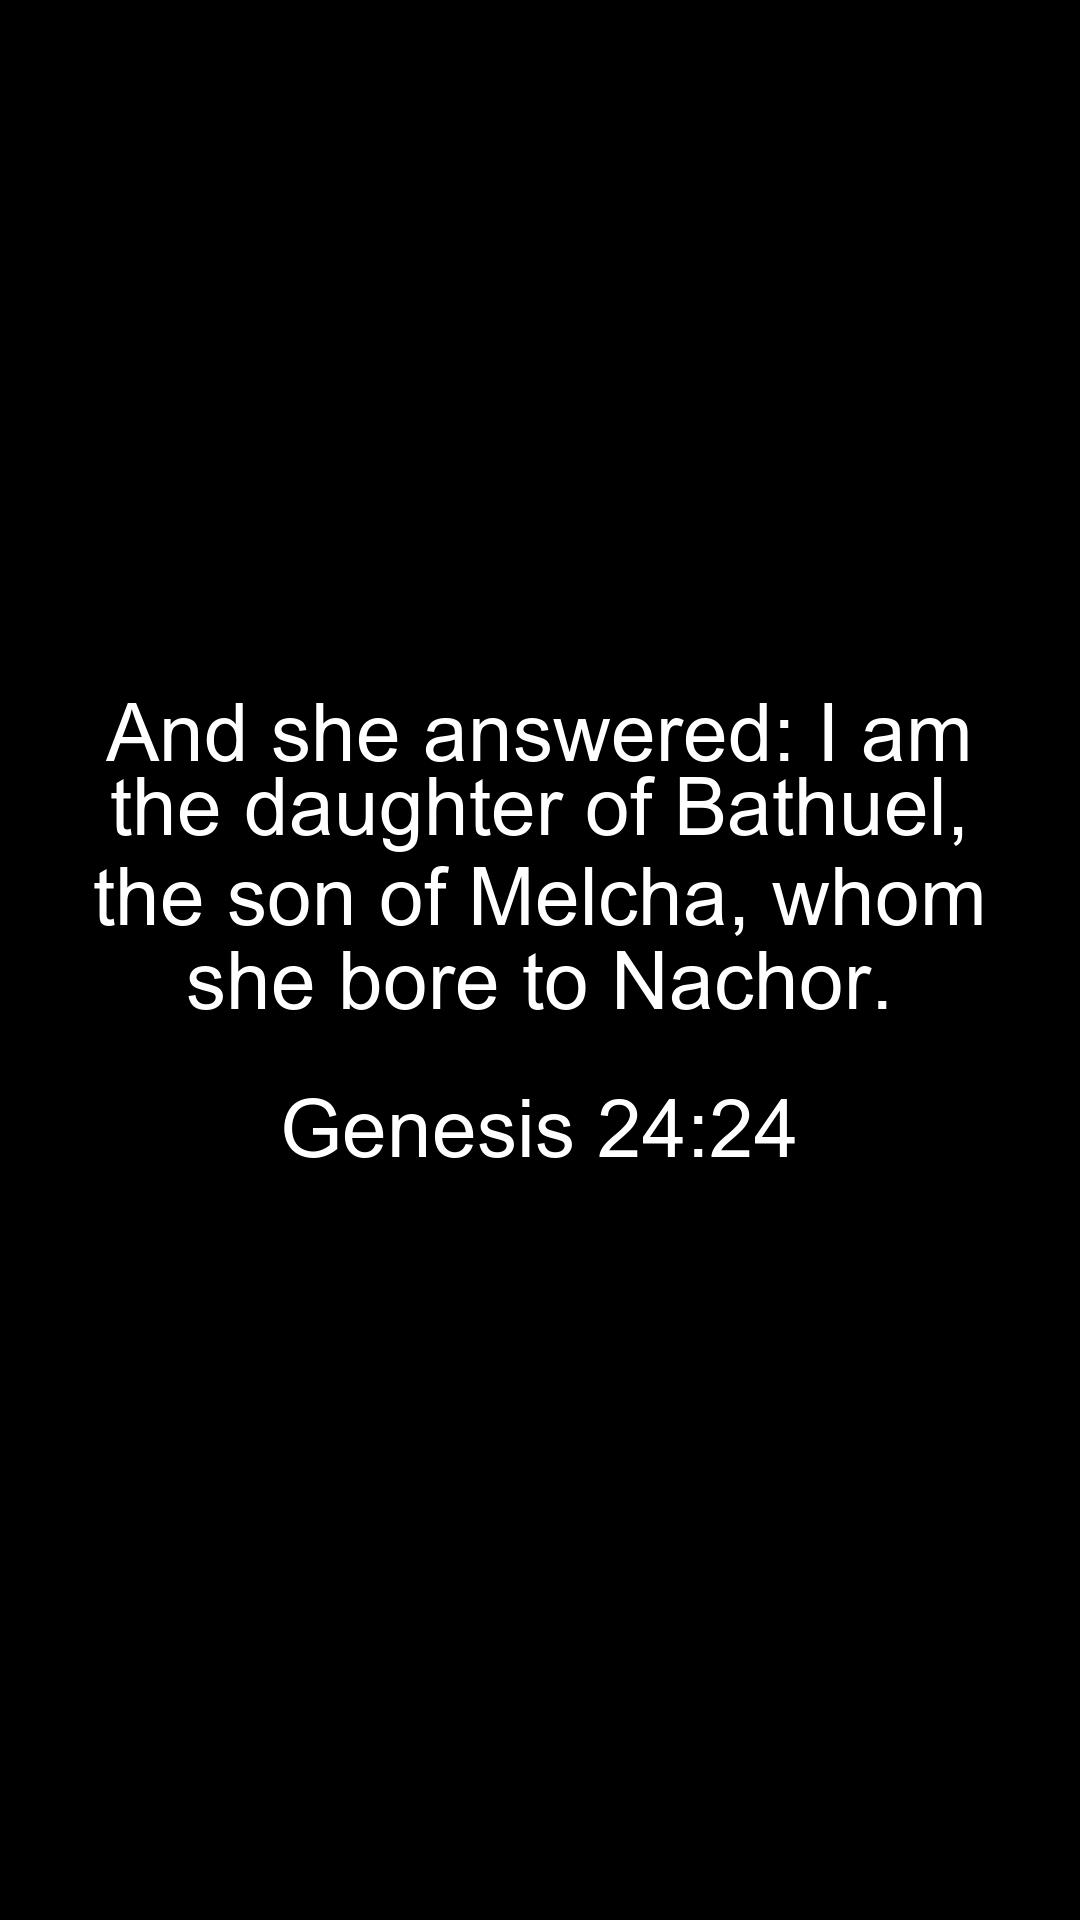 And she answered: I am
the daughter of Bathuel,
the son of Melcha, whom
she bore to Nachor.
Genesis 24:24